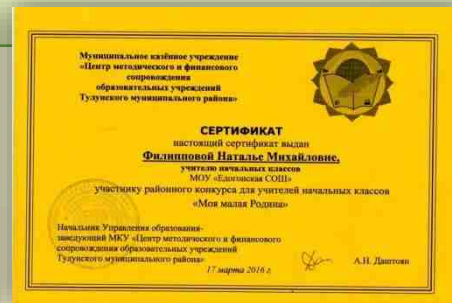 Муниципальное казённое учреждение
«Центр методического и финансового
сопровождения
образовательных учреждений
Тулунского муниципального района»
СЕРТИФИКАТ
настоящий сертификат выдан
Филипповой Наталье Михайловне,
учителю начальных классов
МОУ «Едогонская СОШ»
участнику районного конкурса для учителей начальных классов
«Моя малая Родина»
Начальник Управления образования-
заведующий МКУ «Центр методического и финансового
сопровождения образовательных учреждений
Тулунского муниципального района»
А.Н. Даштоян
17 марта 2016 г.